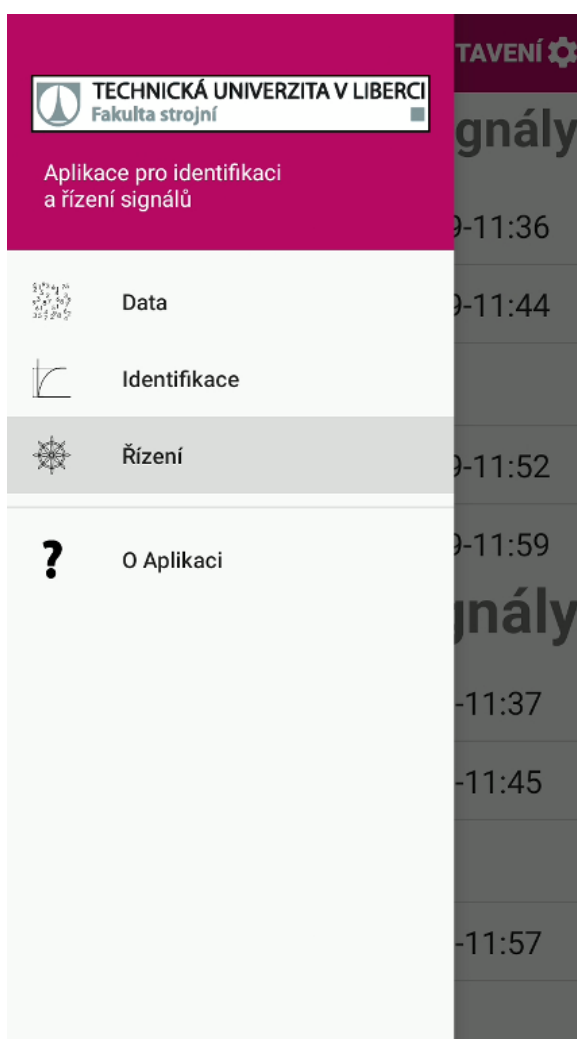 TECHNICKÁ UNIVERZITA V LIBERCI
Fakulta strojní
Aplikace pro identifikaci
a řízení signálů
Data
Identifikace
Řízení
O Aplikaci
TAVENÍ
gnály
9-11:36
9-11:44
9-11:52
9-11:59
gnály
-11:37
-11:45
-11:57